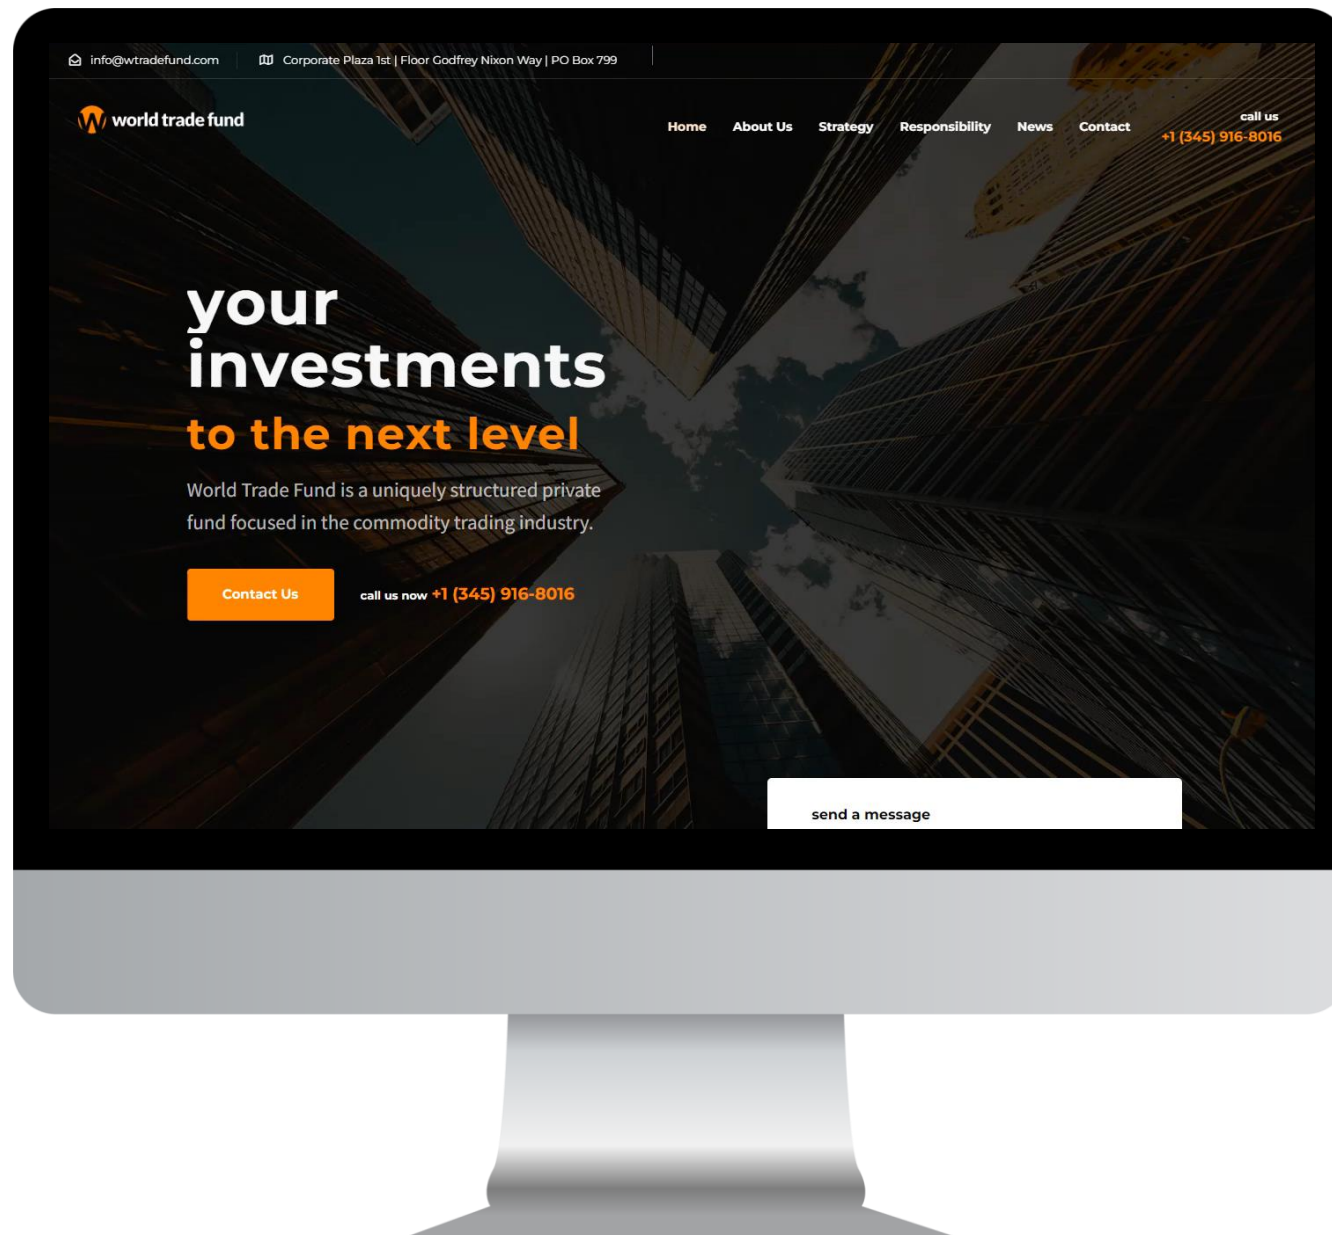 info@wtradefund.com
Corporate Plaza 1st | Floor Godfrey Nixon Way | PO Box 799
world trade fund
Home About Us Strategy Responsibility News Contact
call us
+1 (345) 916-8016
your
investments
to the next level
World Trade Fund is a uniquely structured private
fund focused in the commodity trading industry.
Contact Us
call us now +1 (345) 916-8016
send a message